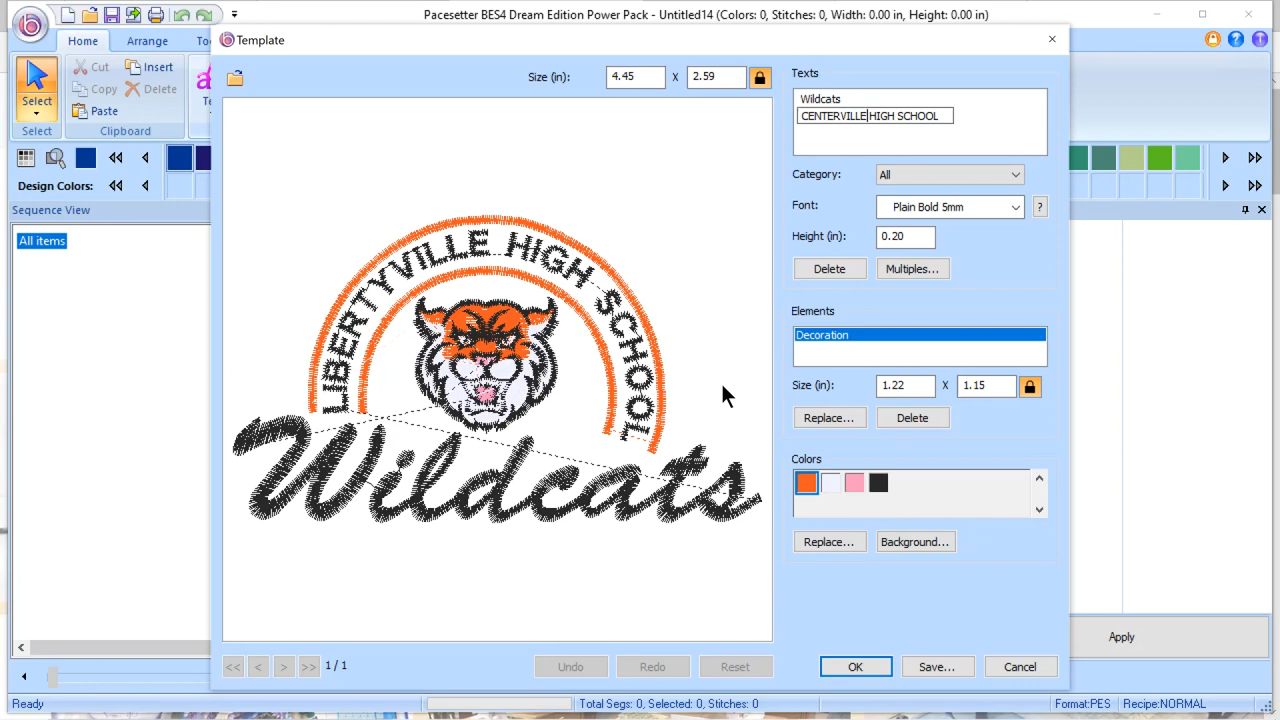 Pacesetter BES4 Dream Edition Power Pack - Untitled14 (Colors: 0, Stitches: 0, Width: 0.00 in, Height: 0.00 in)
Home Arrange
Select
Select
Cut
Copy
Paste
Insert
Delete
Clipboard
Design Colors:
Sequence View
All items
Template
Size (in): 4.45 X 2.59
LIBERTYVILLE HIGH SCHOOL
Wildcats
1 / 1
Undo Redo Reset
Texts
Wildcats
CENTERVILLE HIGH SCHOOL
Category: All
Font: Plain Bold 5mm ?
Height (in): 0.20
Delete Multiples...
Elements
Decoration
Size (in): 1.22 X 1.15
Replace... Delete
Colors
Replace... Background...
OK Save... Cancel
Apply
Ready
Total Segs: 0, Selected: 0, Stitches: 0
Format:PES Recipe:NORMAL